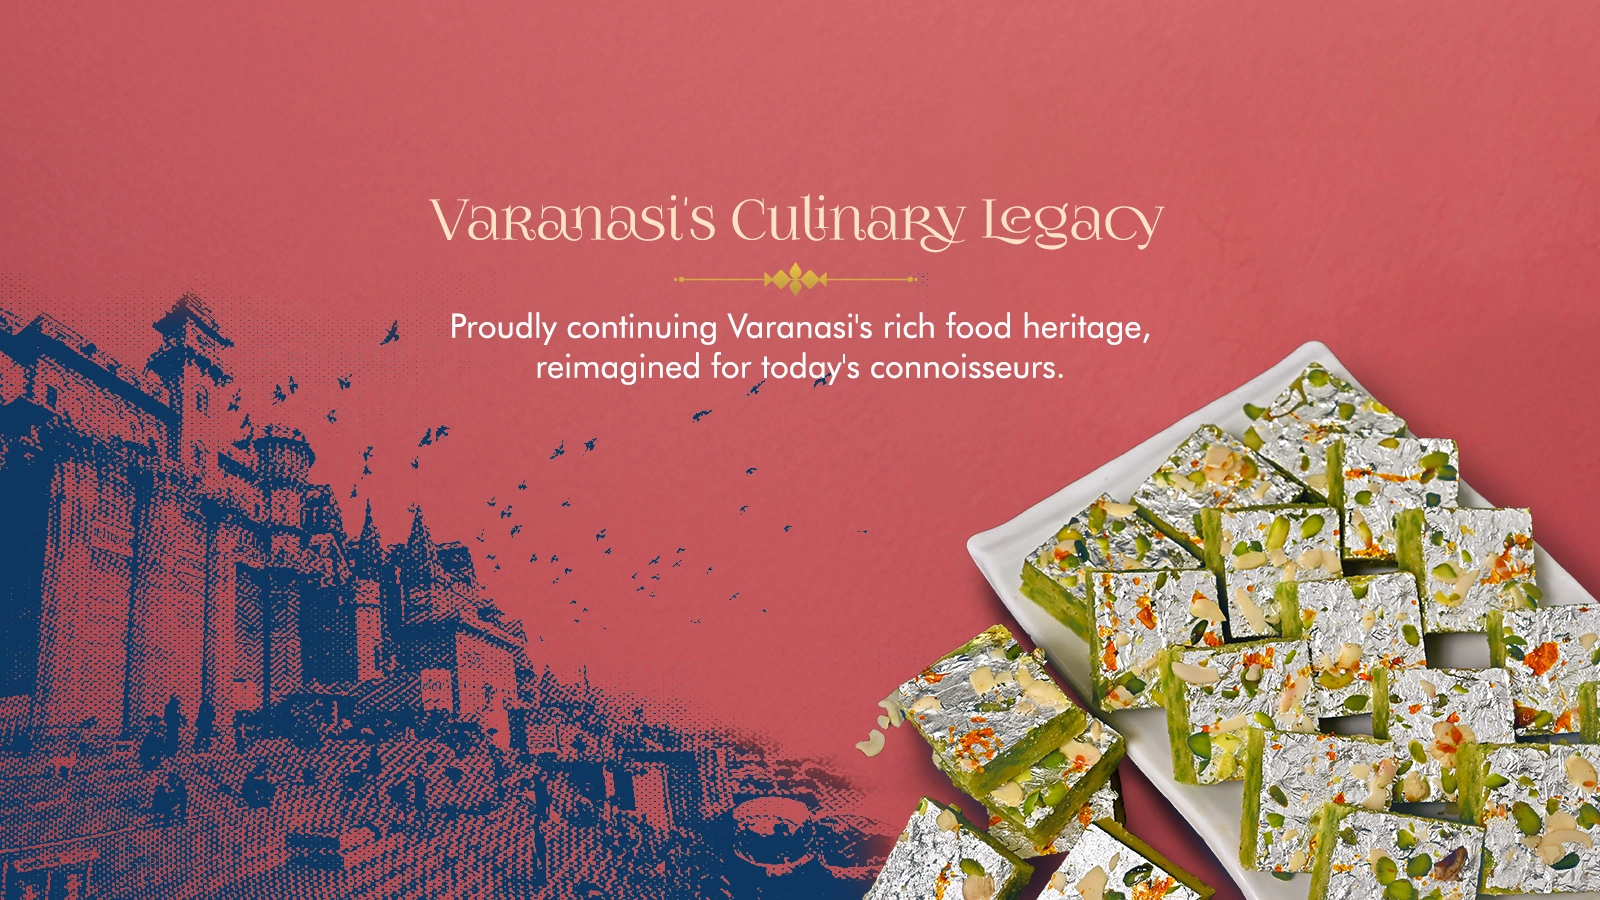 Varanasi's Culinary Legacy
Proudly continuing Varanasi's rich food heritage,
reimagined for today's connoisseurs.